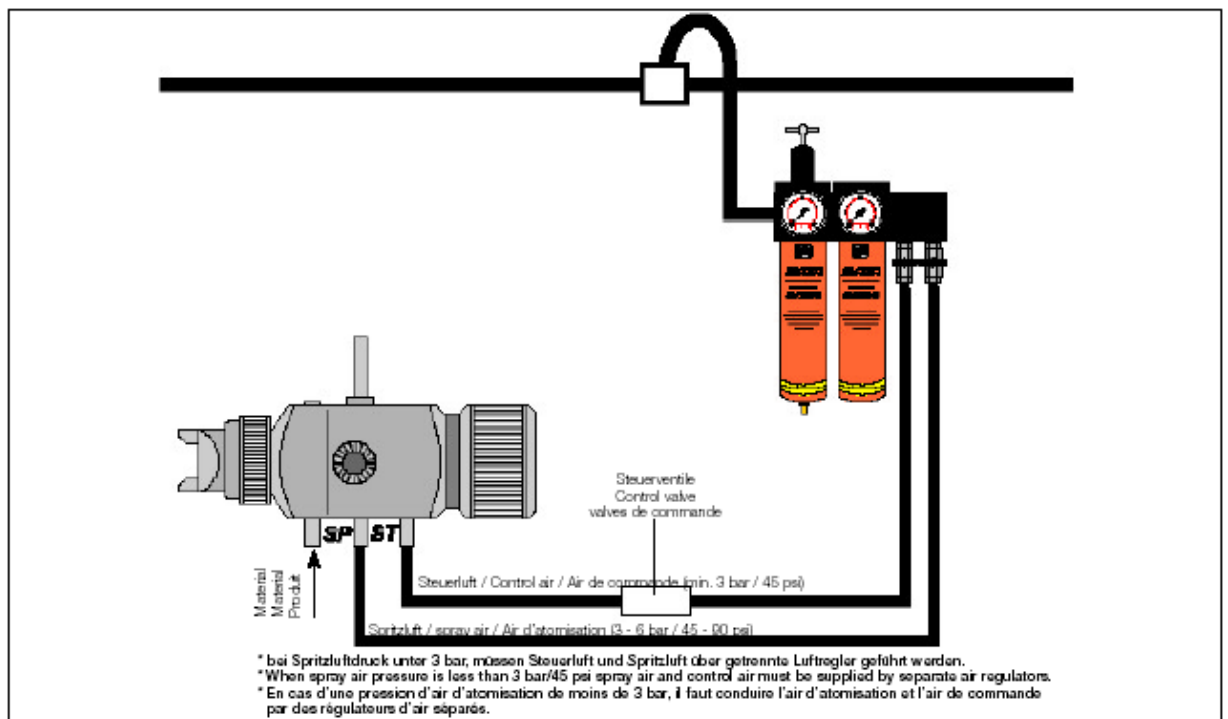 Steuerventile
Control valve
valves de commande
SP ST
Material
Material
Produit
Steuerluft / Control air / Air de commande (min. 3 bar / 45 psi)
Spritzluft / spray air / Air d'atomisation (3 - 6 bar / 45 - 90 psi)
* bei Spritzluftdruck unter 3 bar, müssen Steuerluft und Spritzluft über getrennte Luftregler geführt werden.
* When spray air pressure is less than 3 bar/45 psi spray air and control air must be supplied by separate air regulators.
* En cas d'une pression d'air d'atomisation de moins de 3 bar, il faut conduire l'air d'atomisation et l'air de commande
par des régulateurs d'air séparés.